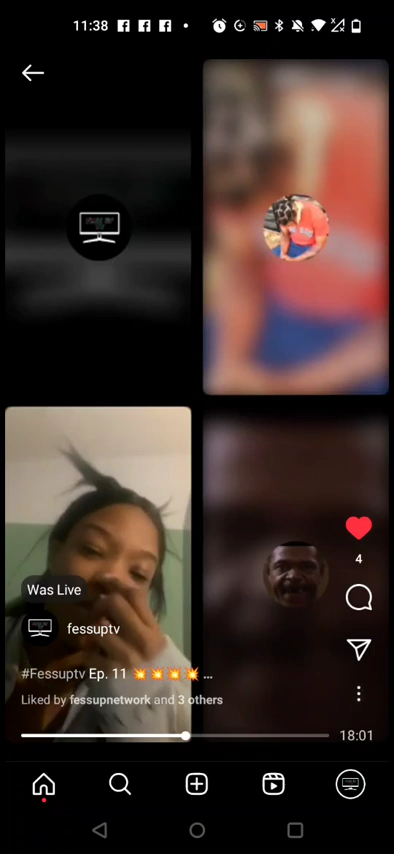 11:38
Was Live
fessuptv
#Fessuptv Ep. 11 💥💥💥💥 ...
Liked by fessupnetwork and 3 others
4
18:01